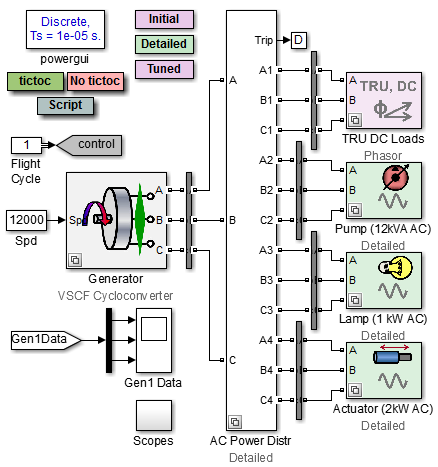 Discrete,
Ts = 1e-05 s.
powergui
Initial
Detailed
Tuned
tictoc
No tictoc
Script
1
control
Flight
Cycle
12000
Spd
Spd
A
B
C
Generator
VSCF Cycloconverter
Gen1Data
Gen1 Data
Scopes
A
B
C
Trip
D
A1
B1
C1
A2
B2
C2
A3
B3
C3
A4
B4
C4
AC Power Distr
Detailed
A
B
C
TRU, DC
Φ
TRU DC Loads
Phasor
A
B
C
Pump (12kVA AC)
Detailed
A
B
C
Lamp (1 kW AC)
Detailed
A
B
C
Actuator (2kW AC)
Detailed